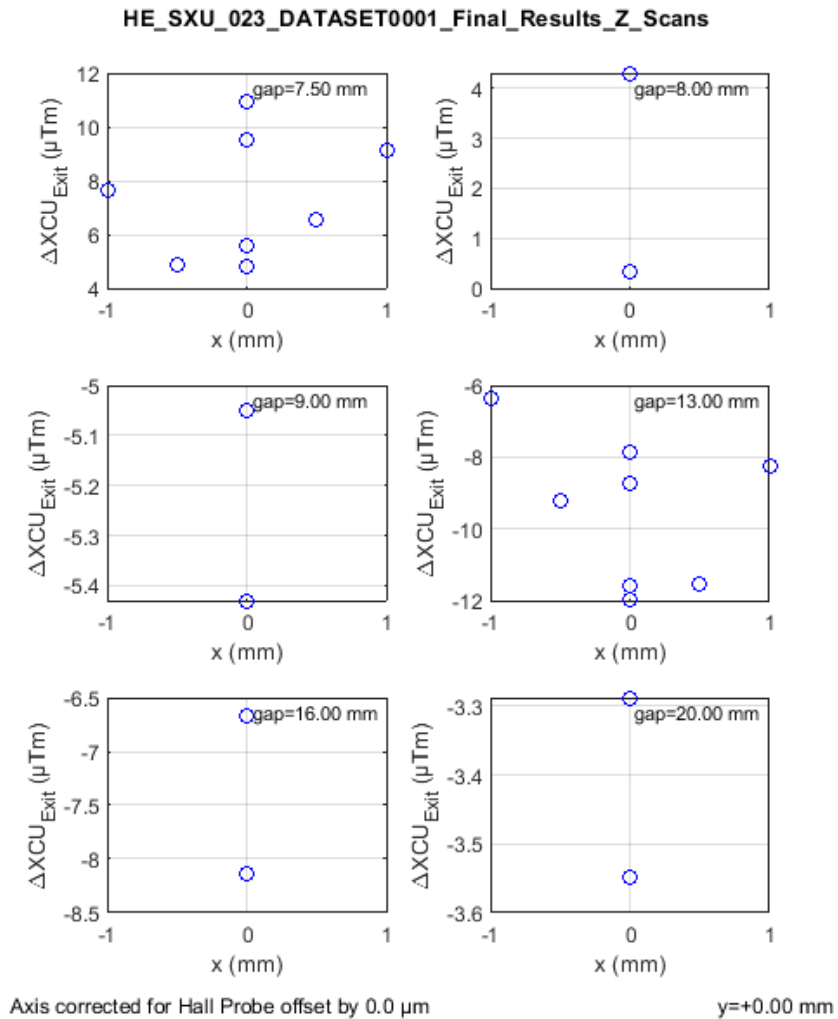 HE_SXU_023_DATASET0001_Final_Results_Z_Scans
12
10
8
6
4
-1
0
1
gap=7.50 mm
ΔXCU_Exit (µTm)
x (mm)
4
3
2
1
0
-1
0
1
gap=8.00 mm
ΔXCU_Exit (µTm)
x (mm)
-5
-5.1
-5.2
-5.3
-5.4
-1
0
1
gap=9.00 mm
ΔXCU_Exit (µTm)
x (mm)
-6
-8
-10
-12
-1
0
1
gap=13.00 mm
ΔXCU_Exit (µTm)
x (mm)
-6.5
-7
-7.5
-8
-8.5
-1
0
1
gap=16.00 mm
ΔXCU_Exit (µTm)
x (mm)
-3.3
-3.4
-3.5
-3.6
-1
0
1
gap=20.00 mm
ΔXCU_Exit (µTm)
x (mm)
Axis corrected for Hall Probe offset by 0.0 µm
y=+0.00 mm